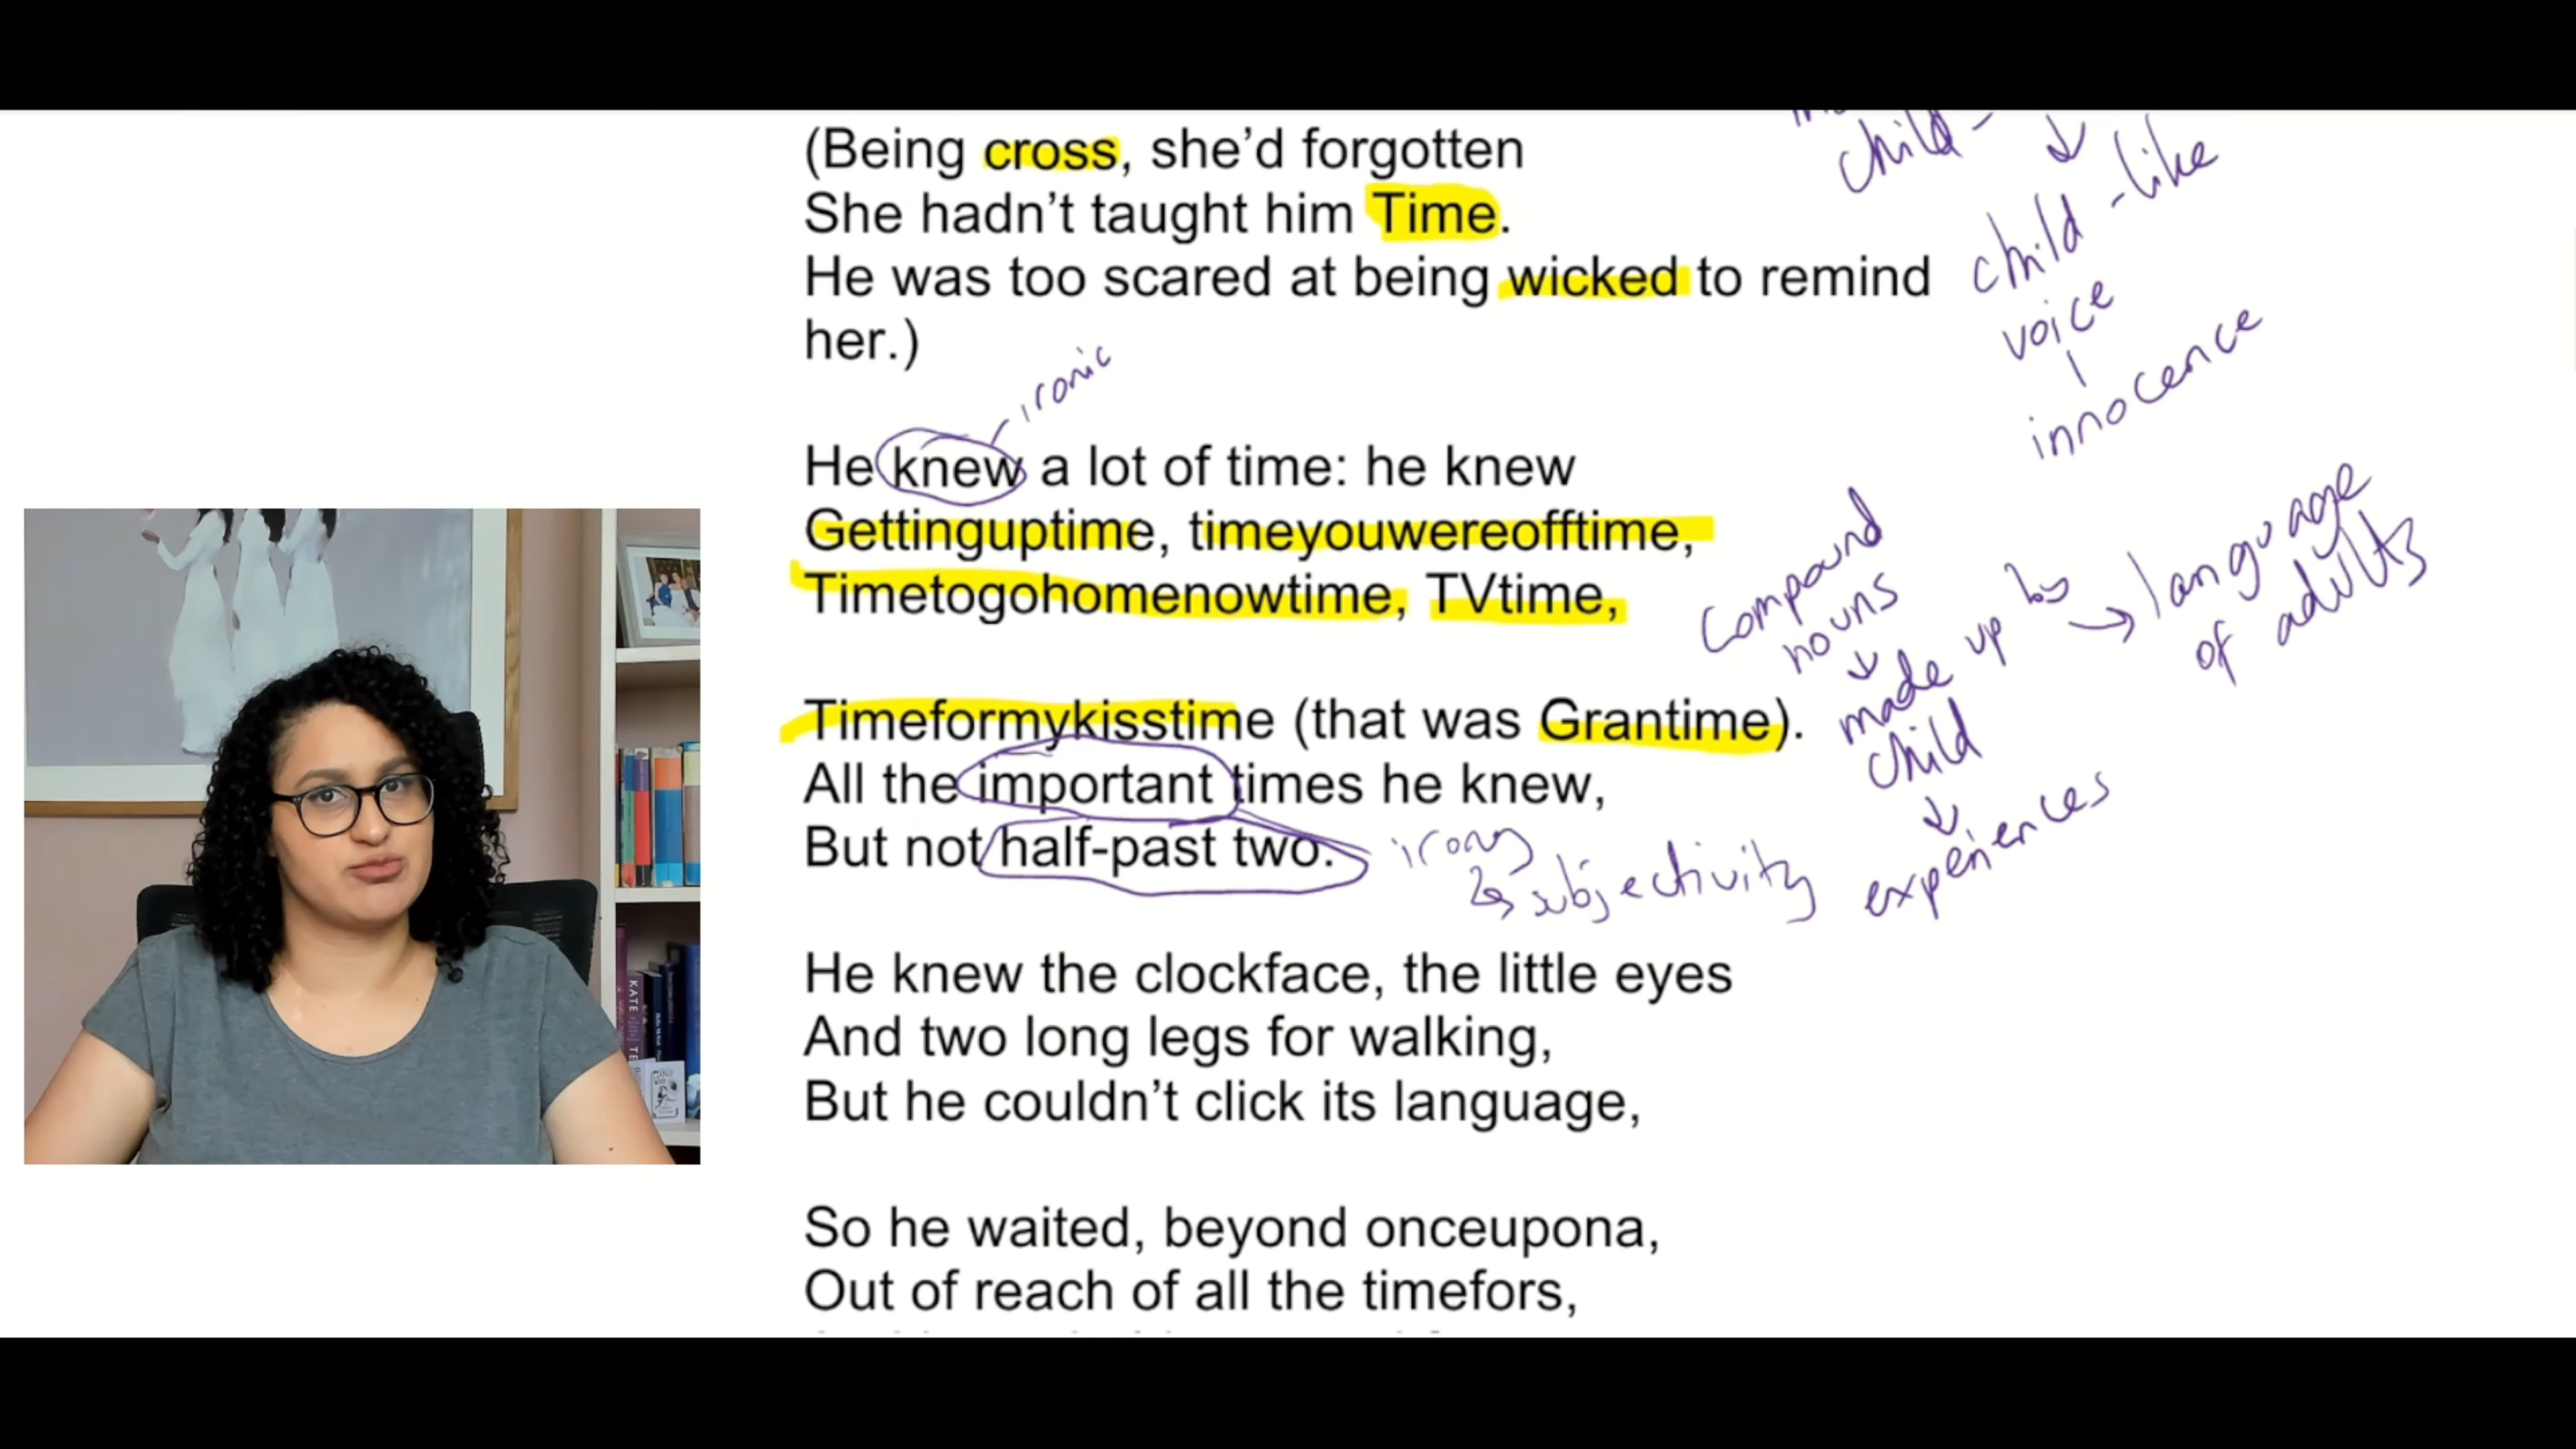 child-
child-like
voice
innocence
(Being cross, she'd forgotten
She hadn't taught him Time.
He was too scared at being wicked to remind
her.)
ironic
He knew a lot of time: he knew
Gettinguptime, timeyouwereofftime,
Timetogohomenowtime, TVtime,
compound
nouns
made up by
child
experiences
language
of adults
Timeformykisstime (that was Grantime).
All the important times he knew,
But not half-past two.
irony
subjectivity
He knew the clockface, the little eyes
And two long legs for walking,
But he couldn't click its language,
So he waited, beyond onceupona,
Out of reach of all the timefors,
KATE
TE